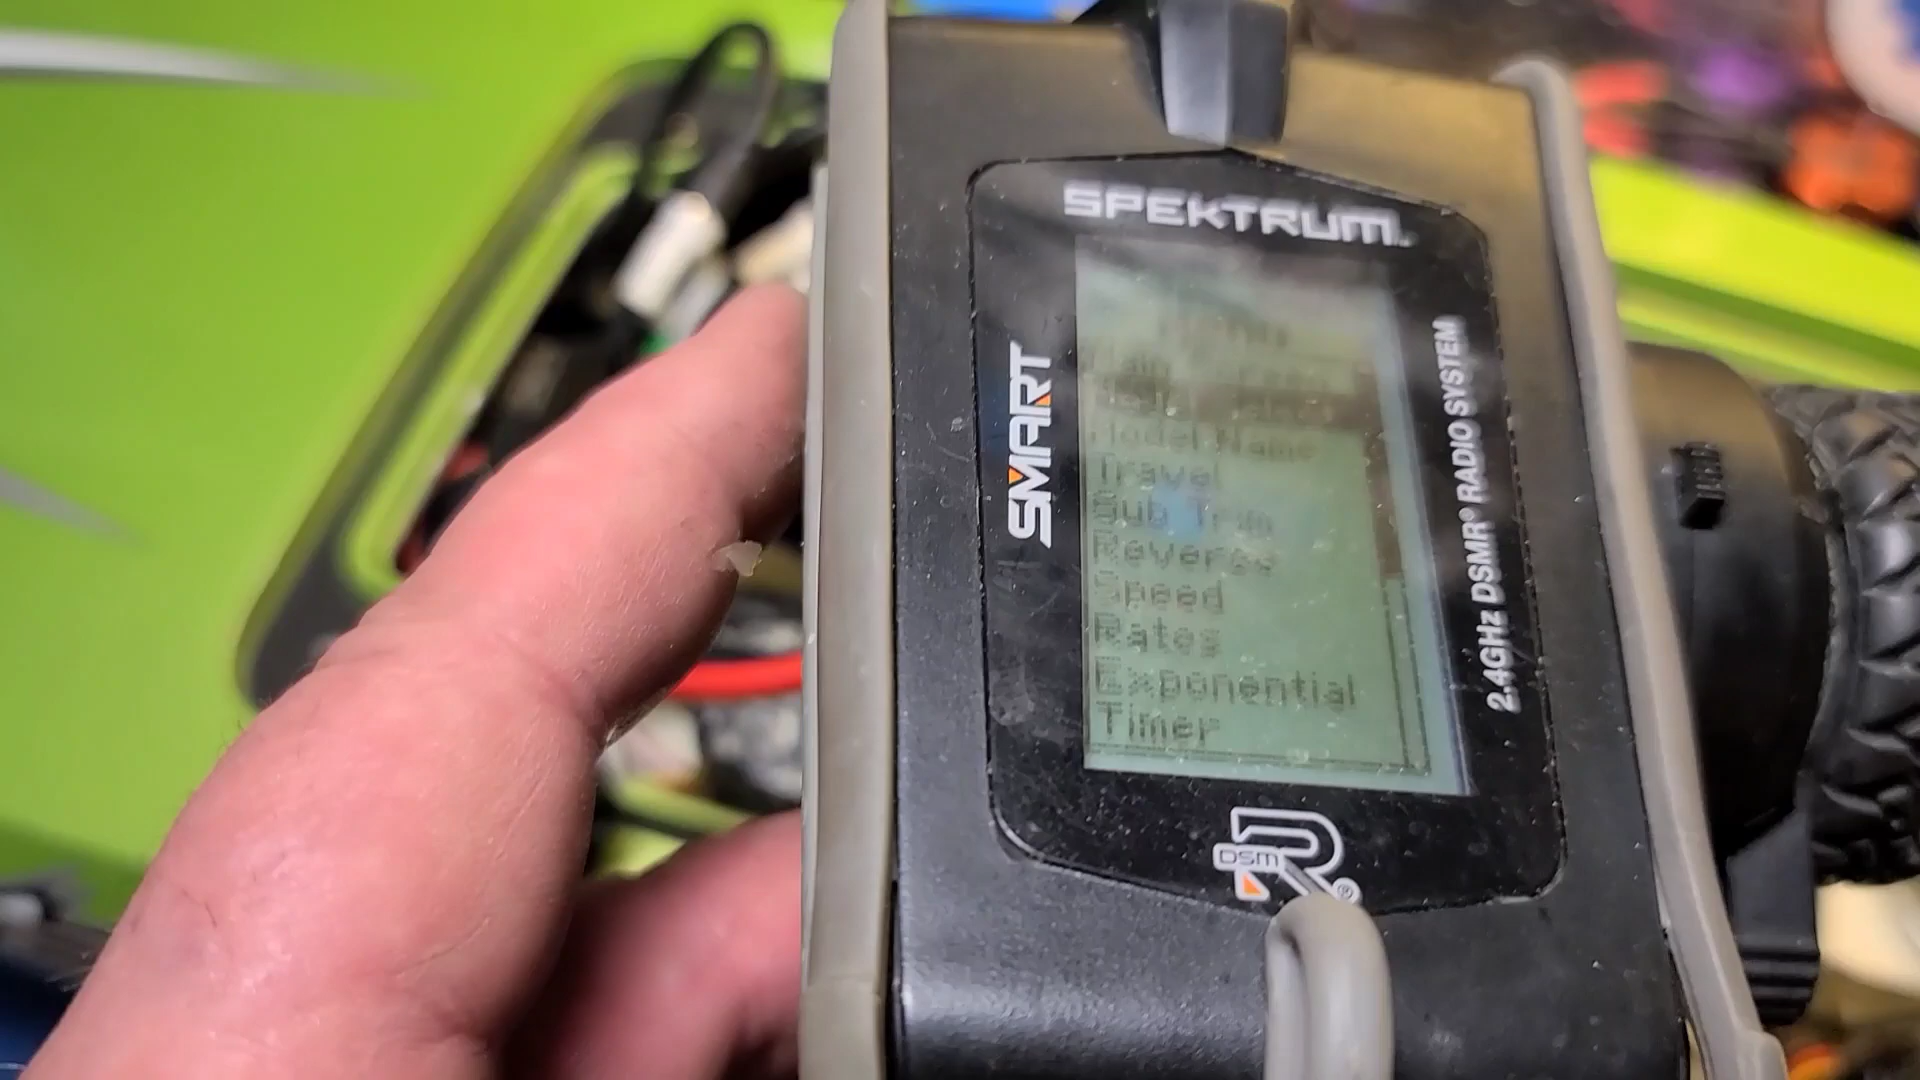 SPEKTRUM
SMART
Model Name
Travel
Sub Trim
Reverse
Speed
Rates
Exponential
Timer
2.4GHz DSMR® RADIO SYSTEM
DSM R®